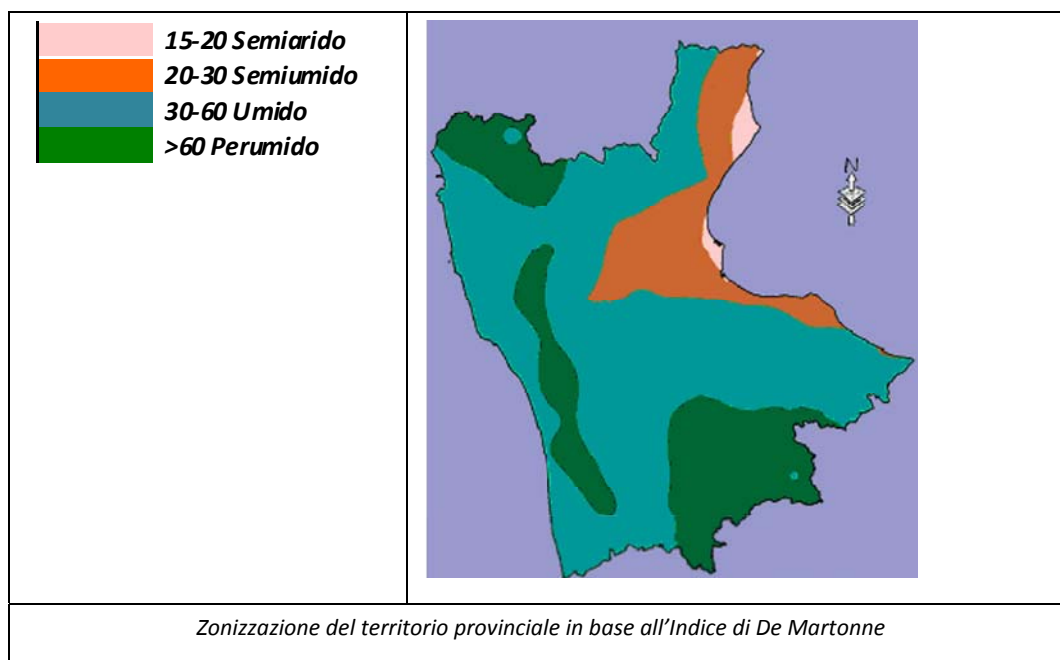 15-20 Semiarido
20-30 Semiumido
30-60 Umido
>60 Perumido
N
Zonizzazione del territorio provinciale in base all'Indice di De Martonne